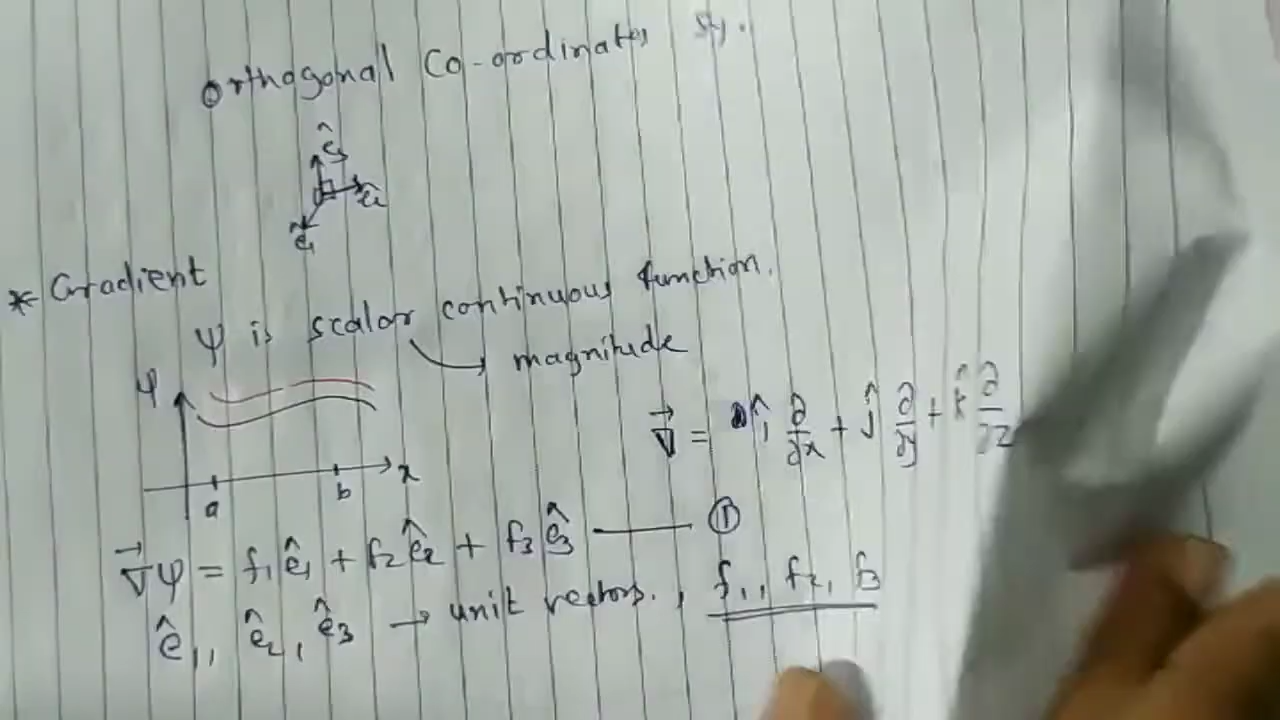 Orthogonal Co-ordinates sy.
ê₃
ê₂
ê₁
* Gradient
ψ is scalar continuous function.
→ magnitude
ψ
x
a b
∇⃗ = î ∂/∂x + ĵ ∂/∂y + k̂ ∂/∂z
∇⃗ψ = f₁ê₁ + f₂ê₂ + f₃ê₃ —— ①
ê₁, ê₂, ê₃ → unit vectors., f₁, f₂, f₃